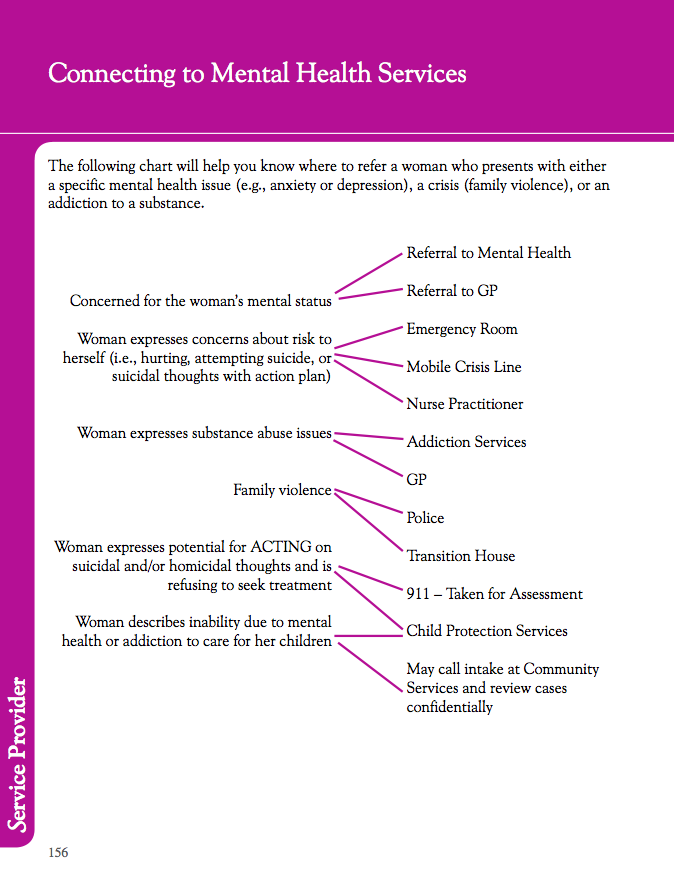 Connecting to Mental Health Services
The following chart will help you know where to refer a woman who presents with either
a specific mental health issue (e.g., anxiety or depression), a crisis (family violence), or an
addiction to a substance.
Referral to Mental Health
Referral to GP
Concerned for the woman's mental status
Emergency Room
Woman expresses concerns about risk to
herself (i.e., hurting, attempting suicide, or
suicidal thoughts with action plan)
Mobile Crisis Line
Nurse Practitioner
Woman expresses substance abuse issues
Addiction Services
GP
Family violence
Police
Transition House
Woman expresses potential for ACTING on
suicidal and/or homicidal thoughts and is
refusing to seek treatment
911 – Taken for Assessment
Child Protection Services
Woman describes inability due to mental
health or addiction to care for her children
May call intake at Community
Services and review cases
confidentially
Service Provider
156